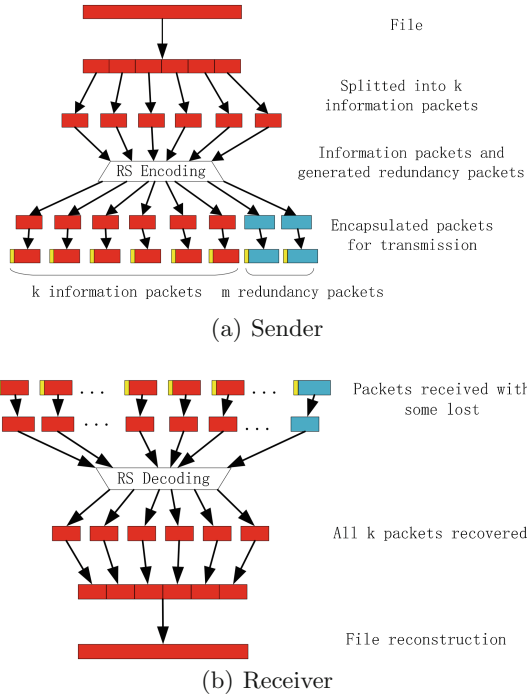 File
Splitted into k
information packets
Information packets and
generated redundancy packets
RS Encoding
Encapsulated packets
for transmission
k information packets
m redundancy packets
(a) Sender
Packets received with
some lost
...
...
...
...
RS Decoding
All k packets recovered
File reconstruction
(b) Receiver